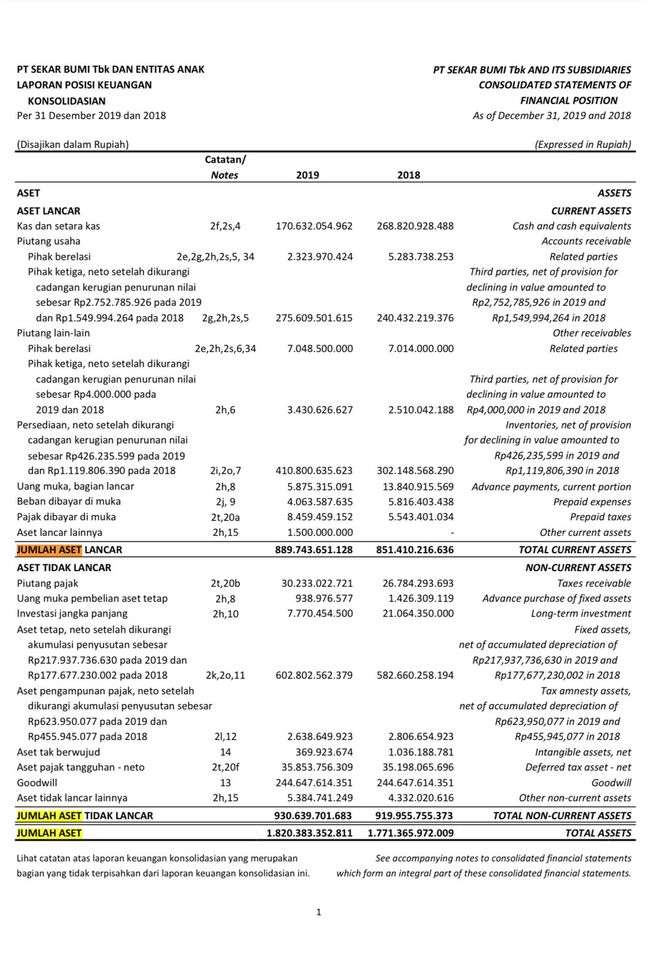 PT SEKAR BUMI Tbk DAN ENTITAS ANAK PT SEKAR BUMI Tbk AND ITS SUBSIDIARIES
LAPORAN POSISI KEUANGAN CONSOLIDATED STATEMENTS OF
KONSOLIDASIAN FINANCIAL POSITION
Per 31 Desember 2019 dan 2018 As of December 31, 2019 and 2018
(Disajikan dalam Rupiah) (Expressed in Rupiah)
Catatan/
Notes 2019 2018
ASET ASSETS
ASET LANCAR CURRENT ASSETS
Kas dan setara kas 2f,2s,4 170.632.054.962 268.820.928.488 Cash and cash equivalents
Piutang usaha Accounts receivable
Pihak berelasi 2e,2g,2h,2s,5, 34 2.323.970.424 5.283.738.253 Related parties
Pihak ketiga, neto setelah dikurangi Third parties, net of provision for
cadangan kerugian penurunan nilai declining in value amounted to
sebesar Rp2.752.785.926 pada 2019 Rp2,752,785,926 in 2019 and
dan Rp1.549.994.264 pada 2018 2g,2h,2s,5 275.609.501.615 240.432.219.376 Rp1,549,994,264 in 2018
Piutang lain-lain Other receivables
Pihak berelasi 2e,2h,2s,6,34 7.048.500.000 7.014.000.000 Related parties
Pihak ketiga, neto setelah dikurangi
cadangan kerugian penurunan nilai Third parties, net of provision for
sebesar Rp4.000.000 pada declining in value amounted to
2019 dan 2018 2h,6 3.430.626.627 2.510.042.188 Rp4,000,000 in 2019 and 2018
Persediaan, neto setelah dikurangi Inventories, net of provision
cadangan kerugian penurunan nilai for declining in value amounted to
sebesar Rp426.235.599 pada 2019 Rp426,235,599 in 2019 and
dan Rp1.119.806.390 pada 2018 2i,2o,7 410.800.635.623 302.148.568.290 Rp1,119,806,390 in 2018
Uang muka, bagian lancar 2h,8 5.875.315.091 13.840.915.569 Advance payments, current portion
Beban dibayar di muka 2j, 9 4.063.587.635 5.816.403.438 Prepaid expenses
Pajak dibayar di muka 2t,20a 8.459.459.152 5.543.401.034 Prepaid taxes
Aset lancar lainnya 2h,15 1.500.000.000 - Other current assets
JUMLAH ASET LANCAR 889.743.651.128 851.410.216.636 TOTAL CURRENT ASSETS
ASET TIDAK LANCAR NON-CURRENT ASSETS
Piutang pajak 2t,20b 30.233.022.721 26.784.293.693 Taxes receivable
Uang muka pembelian aset tetap 2h,8 938.976.577 1.426.309.119 Advance purchase of fixed assets
Investasi jangka panjang 2h,10 7.770.454.500 21.064.350.000 Long-term investment
Aset tetap, neto setelah dikurangi Fixed assets,
akumulasi penyusutan sebesar net of accumulated depreciation of
Rp217.937.736.630 pada 2019 dan Rp217,937,736,630 in 2019 and
Rp177.677.230.002 pada 2018 2k,2o,11 602.802.562.379 582.660.258.194 Rp177,677,230,002 in 2018
Aset pengampunan pajak, neto setelah Tax amnesty assets,
dikurangi akumulasi penyusutan sebesar net of accumulated depreciation of
Rp623.950.077 pada 2019 dan Rp623,950,077 in 2019 and
Rp455.945.077 pada 2018 2l,12 2.638.649.923 2.806.654.923 Rp455,945,077 in 2018
Aset tak berwujud 14 369.923.674 1.036.188.781 Intangible assets, net
Aset pajak tangguhan - neto 2t,20f 35.853.756.309 35.198.065.696 Deferred tax asset - net
Goodwill 13 244.647.614.351 244.647.614.351 Goodwill
Aset tidak lancar lainnya 2h,15 5.384.741.249 4.332.020.616 Other non-current assets
JUMLAH ASET TIDAK LANCAR 930.639.701.683 919.955.755.373 TOTAL NON-CURRENT ASSETS
JUMLAH ASET 1.820.383.352.811 1.771.365.972.009 TOTAL ASSETS
Lihat catatan atas laporan keuangan konsolidasian yang merupakan See accompanying notes to consolidated financial statements
bagian yang tidak terpisahkan dari laporan keuangan konsolidasian ini. which form an integral part of these consolidated financial statements.
1